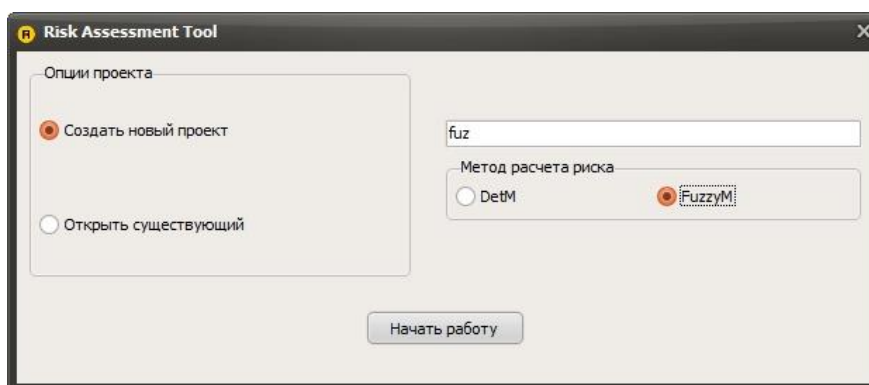 Risk Assessment Tool
Опции проекта
Создать новый проект
Открыть существующий
fuz
Метод расчета риска
DetM FuzzyM
Начать работу